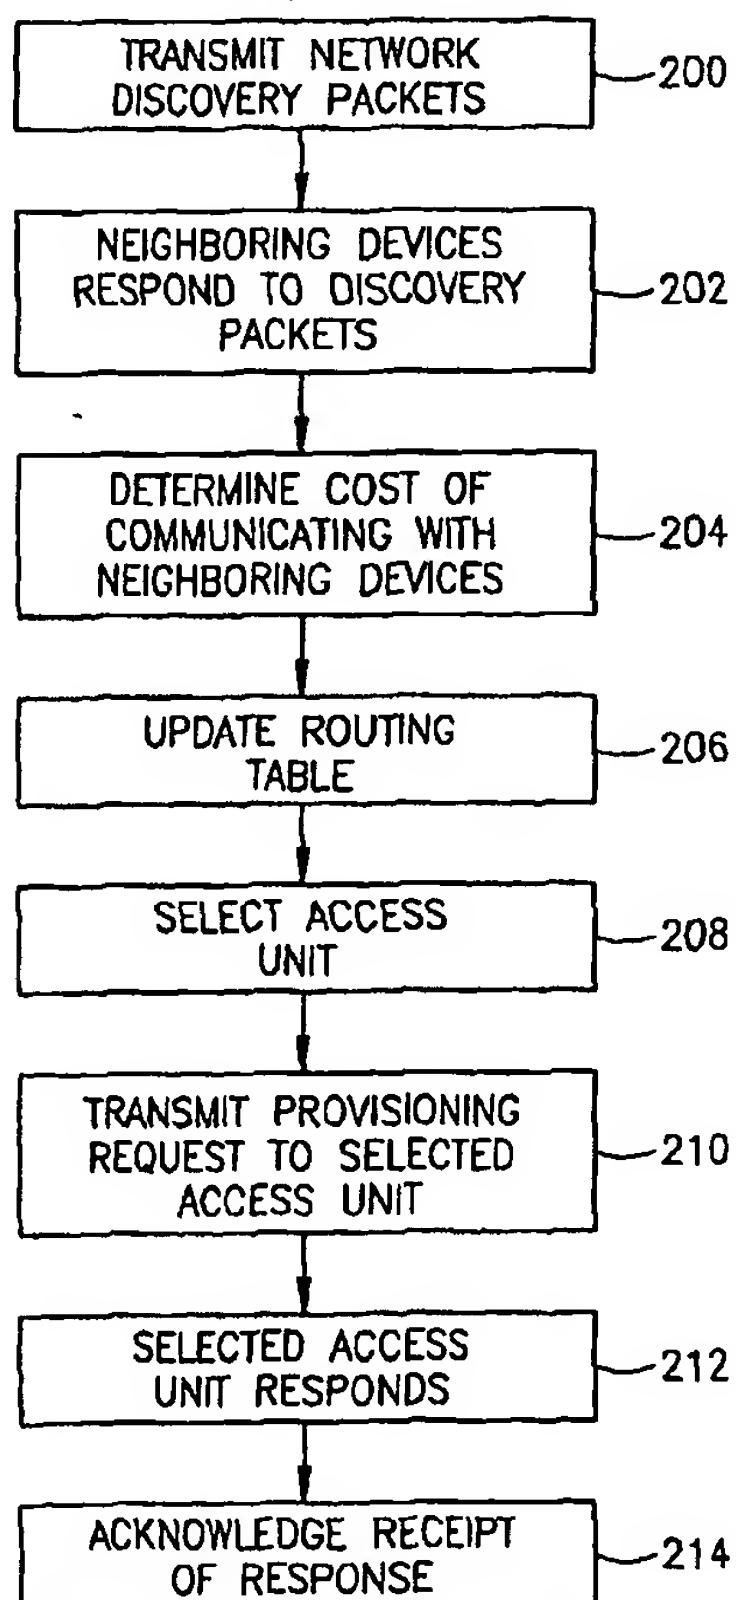 TRANSMIT NETWORK
DISCOVERY PACKETS
200
NEIGHBORING DEVICES
RESPOND TO DISCOVERY
PACKETS
202
DETERMINE COST OF
COMMUNICATING WITH
NEIGHBORING DEVICES
204
UPDATE ROUTING
TABLE
206
SELECT ACCESS
UNIT
208
TRANSMIT PROVISIONING
REQUEST TO SELECTED
ACCESS UNIT
210
SELECTED ACCESS
UNIT RESPONDS
212
ACKNOWLEDGE RECEIPT
OF RESPONSE
214